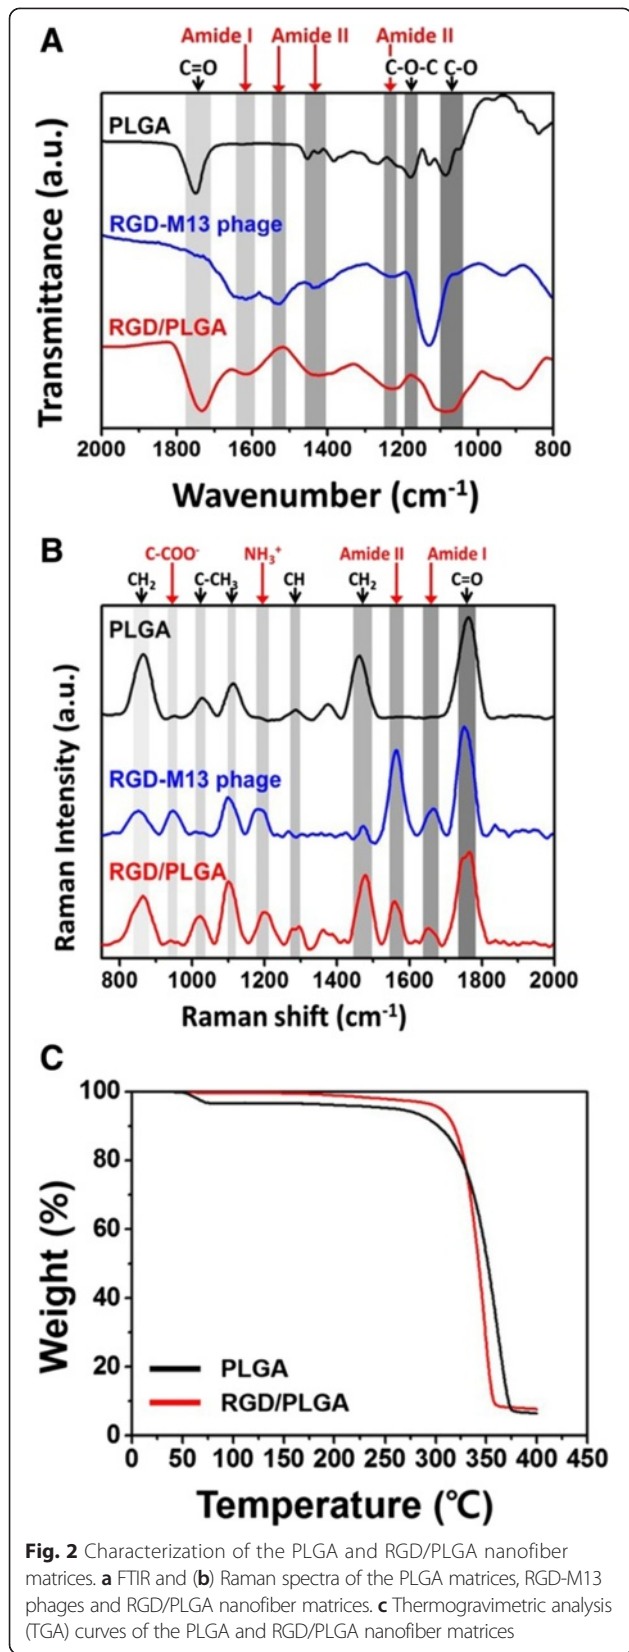 A
Amide I Amide II Amide II
C=O C-O-C C-O
PLGA
RGD-M13 phage
RGD/PLGA
Transmittance (a.u.)
2000 1800 1600 1400 1200 1000 800
Wavenumber (cm-1)
B
C-COO- NH3+ Amide II Amide I
CH2 C-CH3 CH CH2 C=O
PLGA
RGD-M13 phage
RGD/PLGA
Raman Intensity (a.u.)
800 1000 1200 1400 1600 1800 2000
Raman shift (cm-1)
C
100
80
60
40
20
0
Weight (%)
PLGA
RGD/PLGA
0 50 100 150 200 250 300 350 400 450
Temperature (℃)
Fig. 2 Characterization of the PLGA and RGD/PLGA nanofiber
matrices. a FTIR and (b) Raman spectra of the PLGA matrices, RGD-M13
phages and RGD/PLGA nanofiber matrices. c Thermogravimetric analysis
(TGA) curves of the PLGA and RGD/PLGA nanofiber matrices